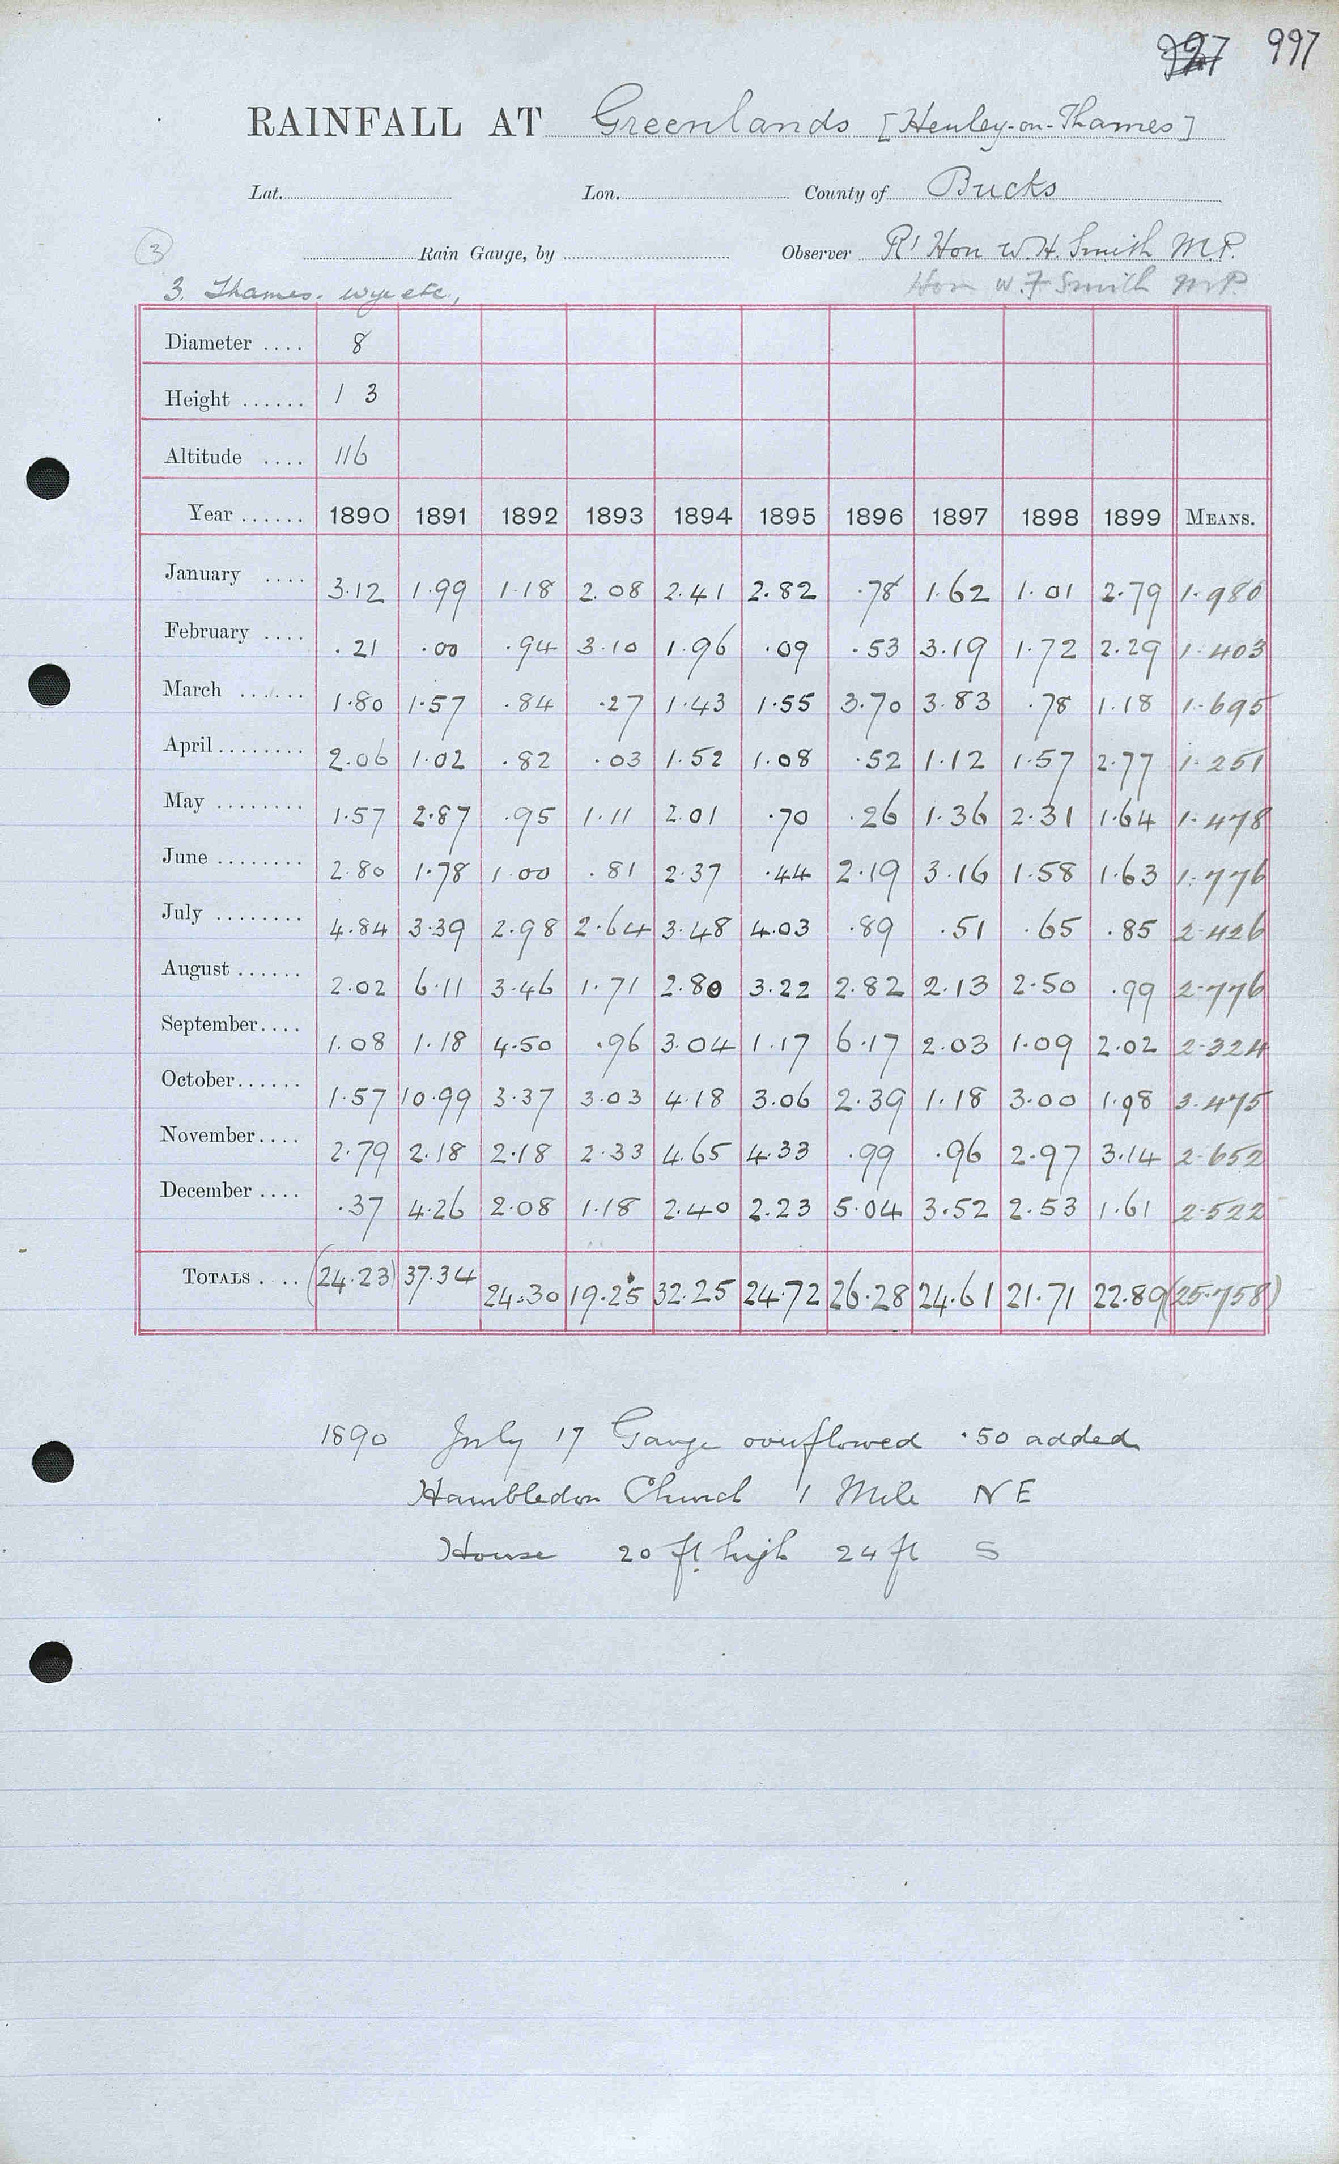 997
RAINFALL AT Greenlands [Henley-on-Thames]
Lat. Lon. County of Bucks
3 Rain Gauge, by Observer Rt Hon W. H. Smith M.P.
3. Thames. Wye etc, Hon W. F Smith MP.
Diameter .... 8
Height ...... 1 3
Altitude .... 116
Year ...... 1890 1891 1892 1893 1894 1895 1896 1897 1898 1899 MEANS.
January .... 3.12 1.99 1.18 2.08 2.41 2.82 .78 1.62 1.01 2.79 1.980
February .... .21 .00 .94 3.10 1.96 .09 .53 3.19 1.72 2.29 1.403
March ...... 1.80 1.57 .84 .27 1.43 1.55 3.70 3.83 .78 1.18 1.695
April ........ 2.06 1.02 .82 .03 1.52 1.08 .52 1.12 1.57 2.77 1.251
May ........ 1.57 2.87 .95 1.11 2.01 .70 .26 1.36 2.31 1.64 1.478
June ........ 2.80 1.78 1.00 .81 2.37 .44 2.19 3.16 1.58 1.63 1.776
July ........ 4.84 3.39 2.98 2.64 3.48 4.03 .89 .51 .65 .85 2.426
August ...... 2.02 6.11 3.46 1.71 2.80 3.22 2.82 2.13 2.50 .99 2.776
September.... 1.08 1.18 4.50 .96 3.04 1.17 6.17 2.03 1.09 2.02 2.324
October...... 1.57 10.99 3.37 3.03 4.18 3.06 2.39 1.18 3.00 1.98 3.475
November.... 2.79 2.18 2.18 2.33 4.65 4.33 .99 .96 2.97 3.14 2.652
December .... .37 4.26 2.08 1.18 2.40 2.23 5.04 3.52 2.53 1.61 2.522
TOTALS .... (24.23) 37.34 24.30 19.25 32.25 24.72 26.28 24.61 21.71 22.89 (25.758)
1890 July 17 Gauge overflowed .50 added
Hambledon Church 1 Mile NE
House 20 ft high 24 ft S